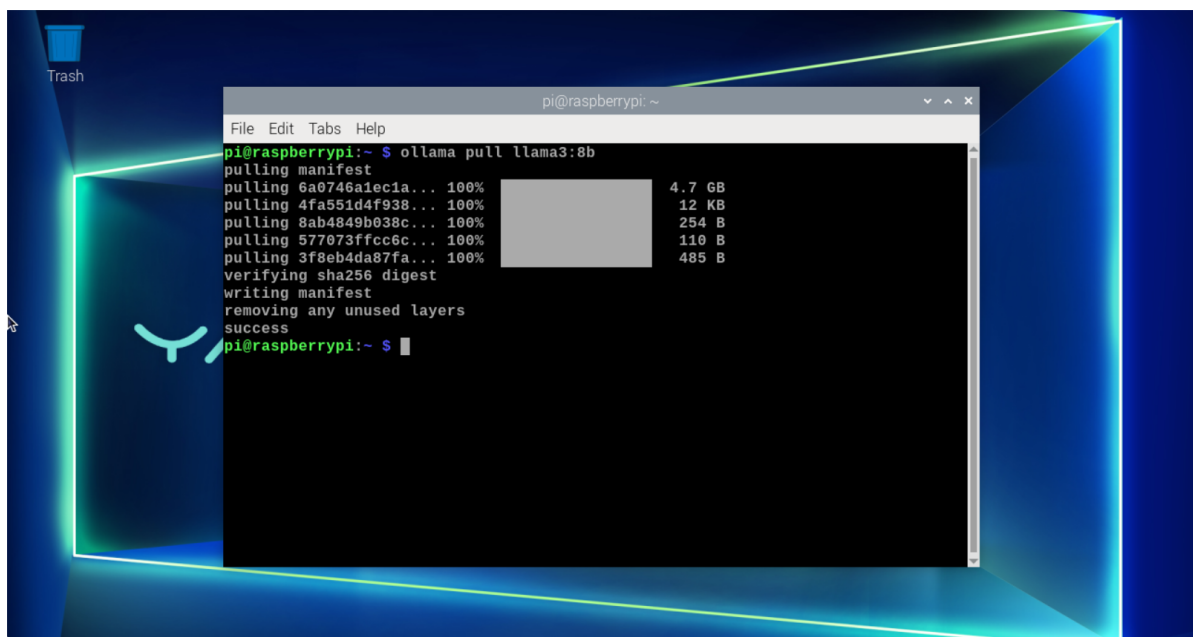 Trash
pi@raspberrypi: ~
File Edit Tabs Help
pi@raspberrypi:~ $ ollama pull llama3:8b
pulling manifest
pulling 6a0746a1ec1a... 100% 4.7 GB
pulling 4fa551d4f938... 100% 12 KB
pulling 8ab4849b038c... 100% 254 B
pulling 577073ffcc6c... 100% 110 B
pulling 3f8eb4da87fa... 100% 485 B
verifying sha256 digest
writing manifest
removing any unused layers
success
pi@raspberrypi:~ $